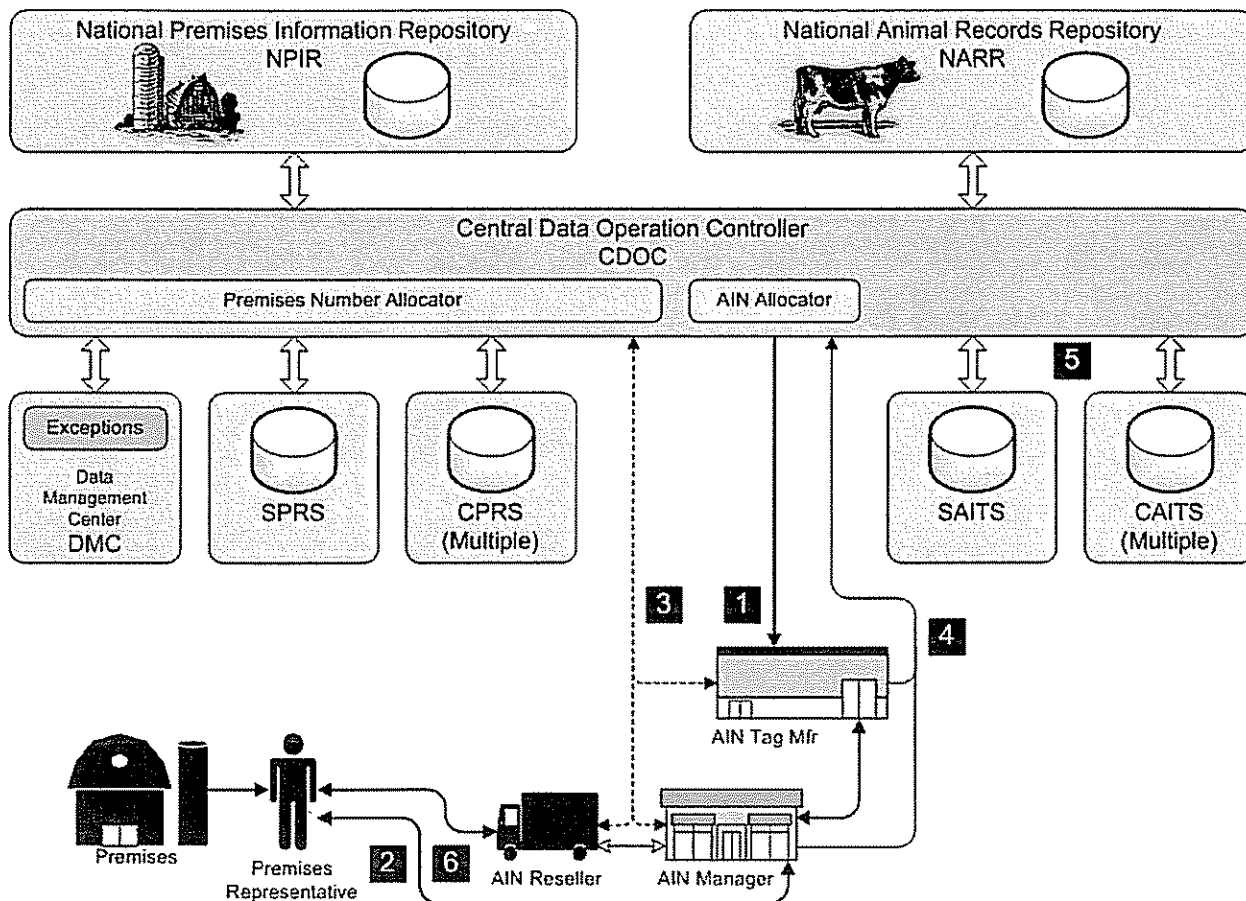 National Premises Information Repository
NPIR
National Animal Records Repository
NARR
Central Data Operation Controller
CDOC
Premises Number Allocator
AIN Allocator
5
Exceptions
Data
Management
Center
DMC
SPRS
CPRS
(Multiple)
SAITS
CAITS
(Multiple)
3
1
4
AIN Tag Mfr
Premises
Premises
Representative
2
6
AIN Reseller
AIN Manager